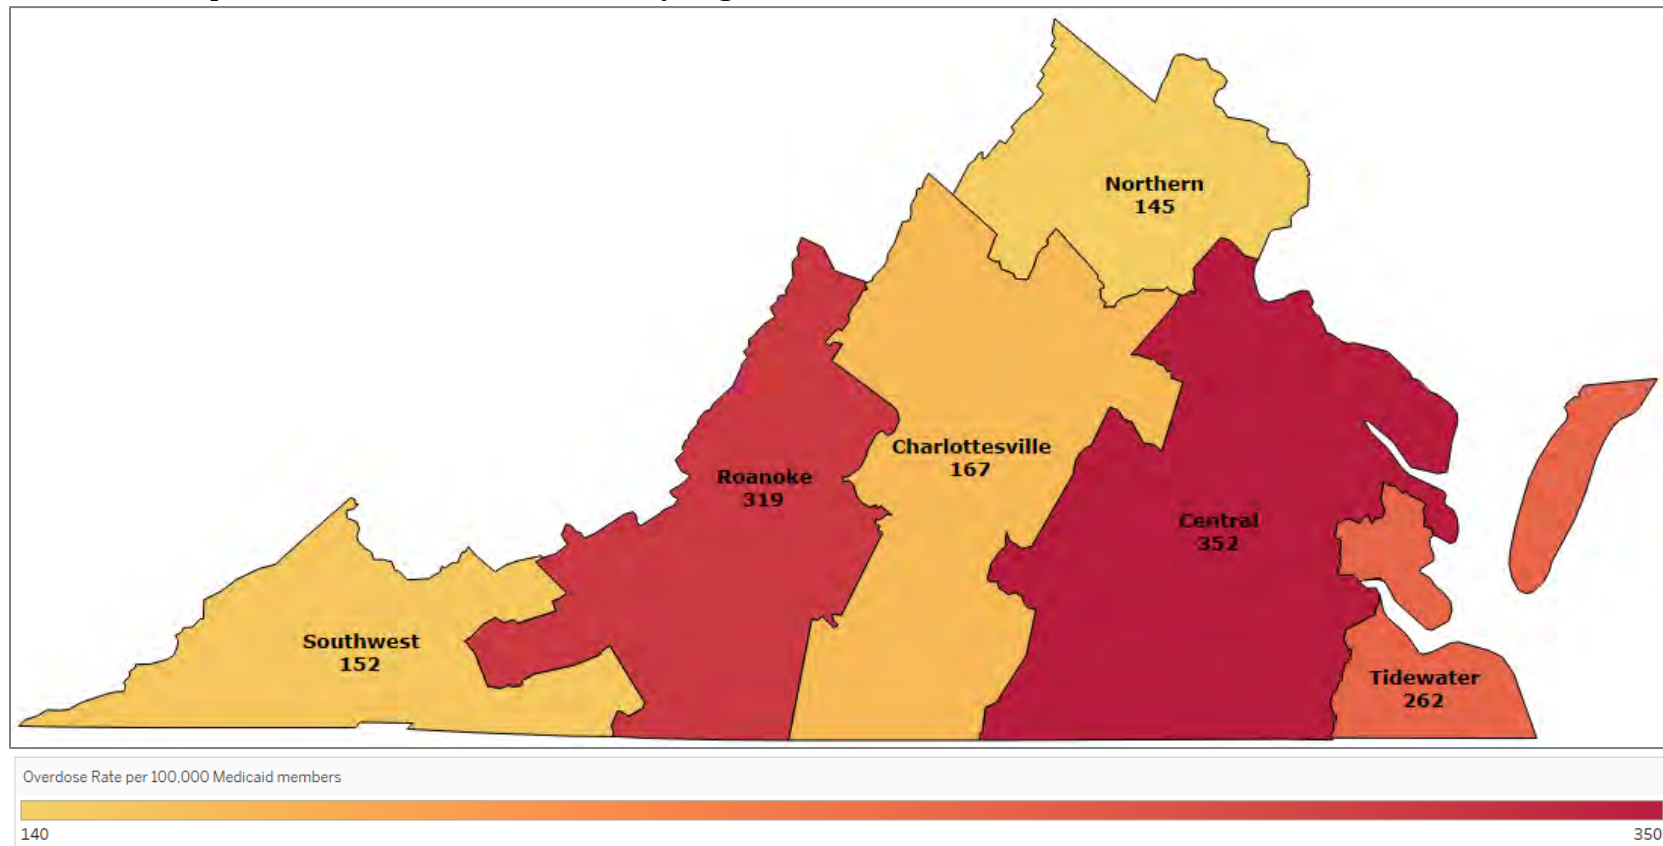 Northern
145
Charlottesville
167
Roanoke
319
Central
352
Southwest
152
Tidewater
262
Overdose Rate per 100,000 Medicaid members
140
350